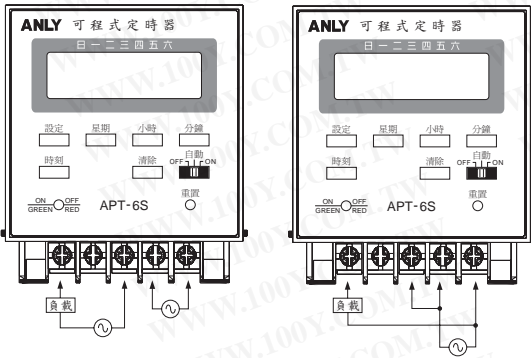 ANLY 可程式定時器
日一二三四五六
設定 星期 小時 分鐘
時刻 清除 自動
OFF ON
重置
ON OFF
GREEN RED
APT-6S
負載
ANLY 可程式定時器
日一二三四五六
設定 星期 小時 分鐘
時刻 清除 自動
OFF ON
重置
ON OFF
GREEN RED
APT-6S
負載
WWW.100Y.COM.TW